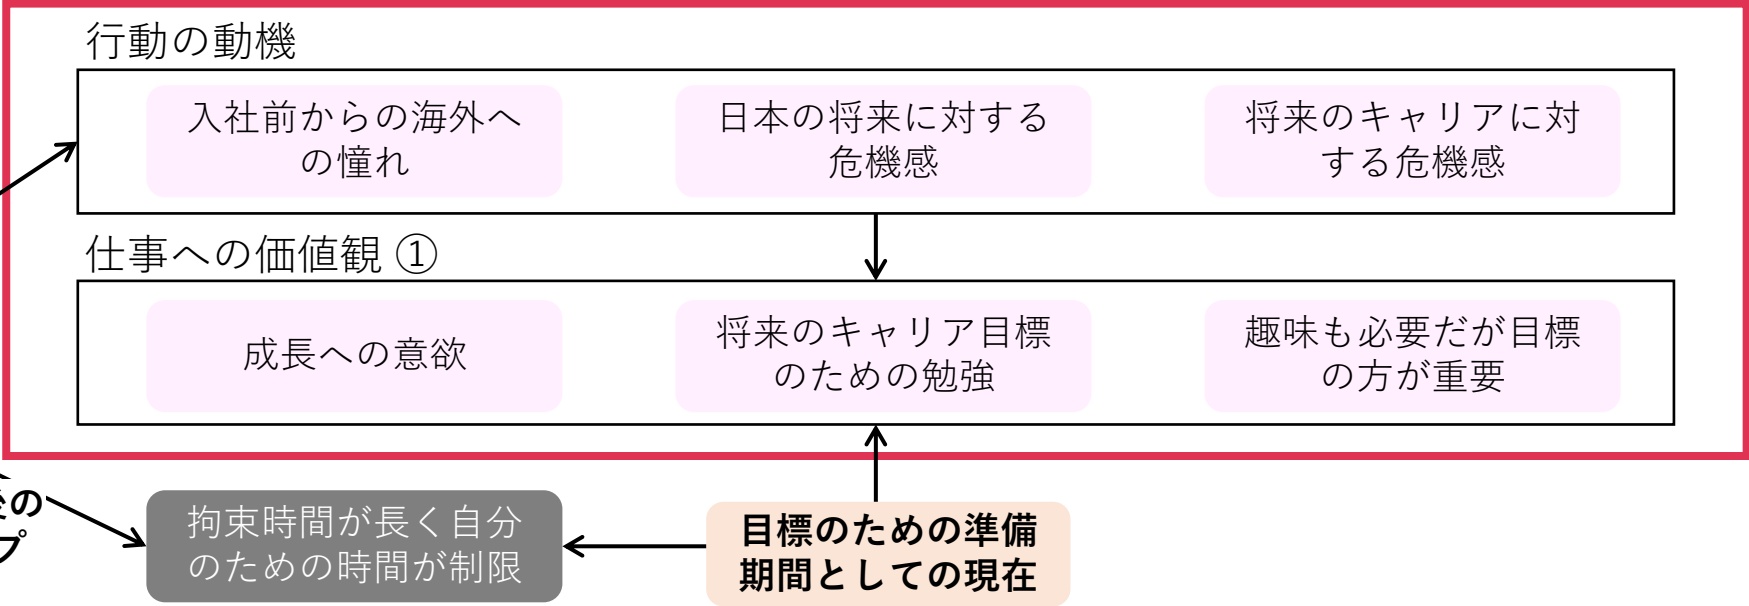 行動の動機
入社前からの海外へ
の憧れ
日本の将来に対する
危機感
将来のキャリアに対
する危機感
仕事への価値観 ①
成長への意欲
将来のキャリア目標
のための勉強
趣味も必要だが目標
の方が重要
後の
プ
拘束時間が長く自分
のための時間が制限
目標のための準備
期間としての現在